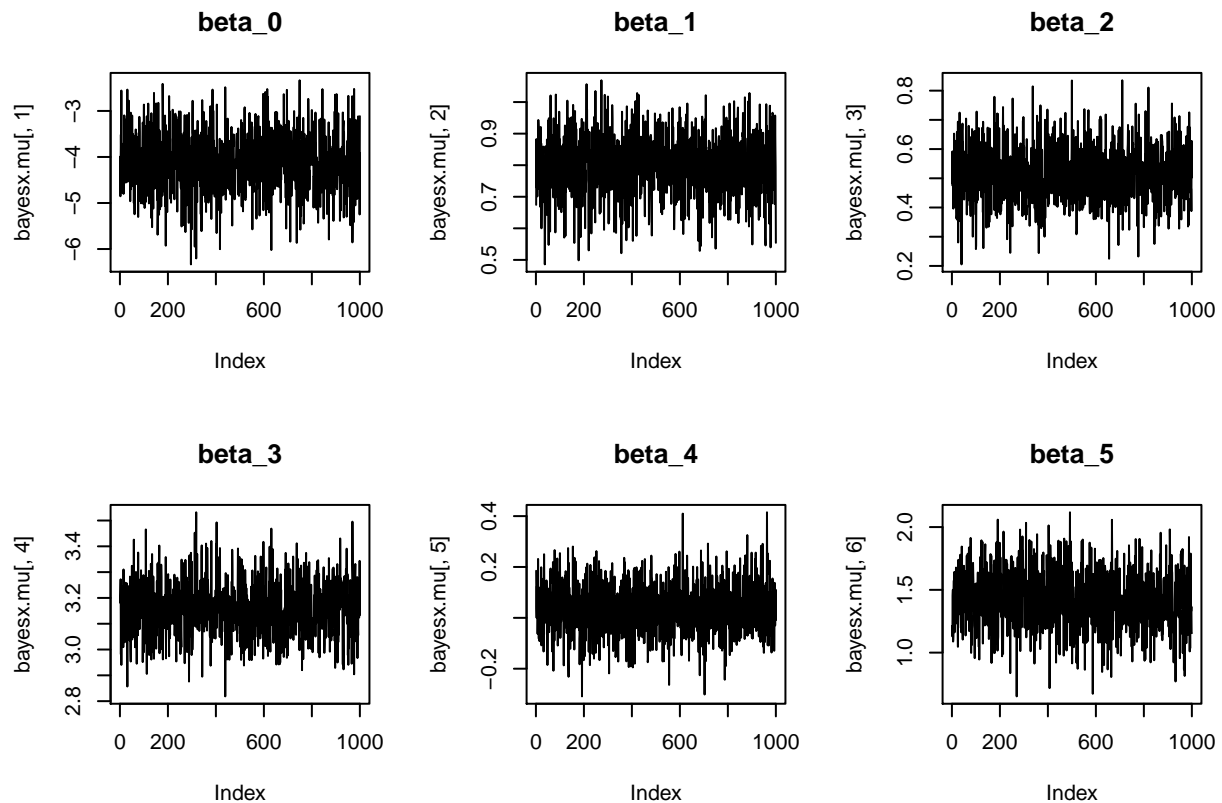 beta_0
bayesx.mu[, 1]
-3
-4
-5
-6
0 200 600 1000
Index
beta_1
bayesx.mu[, 2]
0.9
0.7
0.5
0 200 600 1000
Index
beta_2
bayesx.mu[, 3]
0.8
0.6
0.4
0.2
0 200 600 1000
Index
beta_3
bayesx.mu[, 4]
3.4
3.2
3.0
2.8
0 200 600 1000
Index
beta_4
bayesx.mu[, 5]
0.4
0.2
-0.2
0 200 600 1000
Index
beta_5
bayesx.mu[, 6]
2.0
1.5
1.0
0 200 600 1000
Index